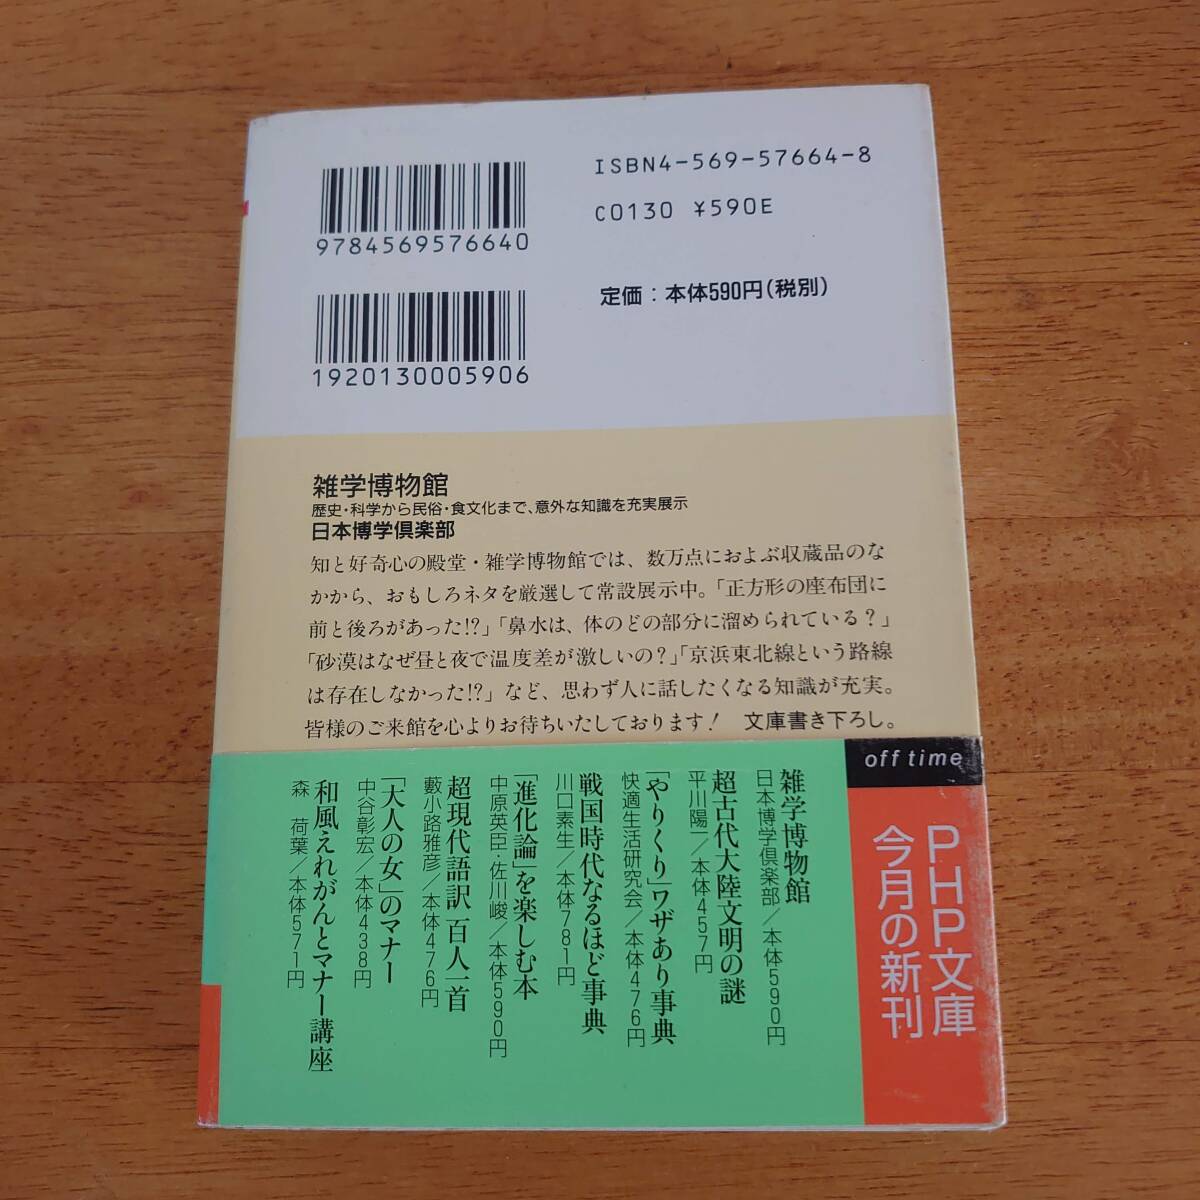 ISBN4-569-57664-8
C0130 ¥590E
9784569576640
定価：本体590円(税別)
1920130005906
雑学博物館
歴史・科学から民俗・食文化まで、意外な知識を充実展示
日本博学倶楽部
知と好奇心の殿堂・雑学博物館では、数万点におよぶ収蔵品のな
かから、おもしろネタを厳選して常設展示中。「正方形の座布団に
前と後ろがあった!?」「鼻水は、体のどの部分に溜められている？」
「砂漠はなぜ昼と夜で温度差が激しいの？」「京浜東北線という路線
は存在しなかった!?」など、思わず人に話したくなる知識が充実。
皆様のご来館を心よりお待ちいたしております！ 文庫書き下ろし。
off time
PHP文庫
今月の新刊
雑学博物館
日本博学倶楽部／本体590円
超古代大陸文明の謎
平川陽一／本体457円
「やりくり」ワザあり事典
快適生活研究会／本体476円
戦国時代なるほど事典
川口素生／本体781円
「進化論」を楽しむ本
中原英臣・佐川峻／本体590円
超現代語訳 百人一首
藪小路雅彦／本体476円
「大人の女」のマナー
中谷彰宏／本体438円
和風えれがんとマナー講座
森 荷葉／本体571円